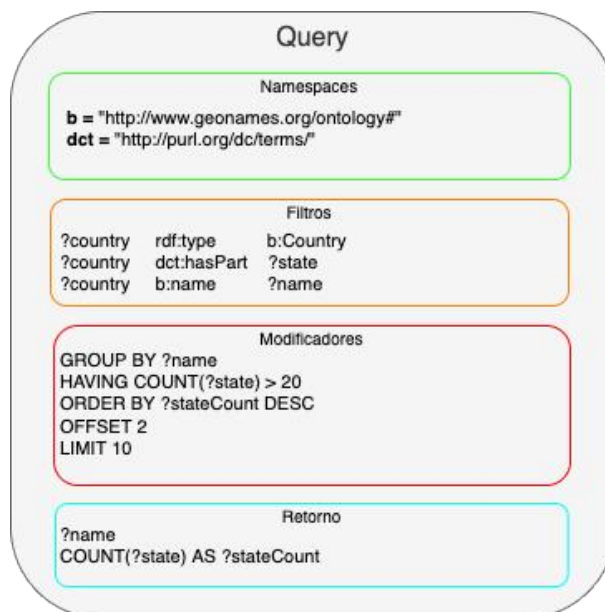 Query
Namespaces
b = "http://www.geonames.org/ontology#"
dct = "http://purl.org/dc/terms/"
Filtros
?country rdf:type b:Country
?country dct:hasPart ?state
?country b:name ?name
Modificadores
GROUP BY ?name
HAVING COUNT(?state) > 20
ORDER BY ?stateCount DESC
OFFSET 2
LIMIT 10
Retorno
?name
COUNT(?state) AS ?stateCount